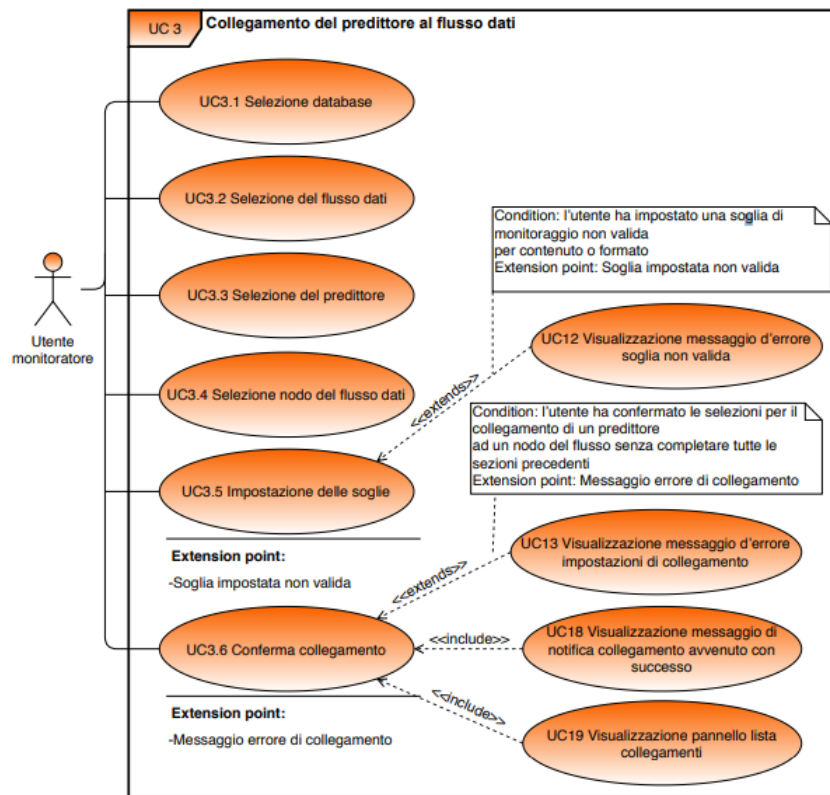 UC 3
Collegamento del predittore al flusso dati
UC3.1 Selezione database
UC3.2 Selezione del flusso dati
Condition: l'utente ha impostato una soglia di
monitoraggio non valida
per contenuto o formato
Extension point: Soglia impostata non valida
UC3.3 Selezione del predittore
Utente
monitoratore
UC12 Visualizzazione messaggio d'errore
soglia non valida
<<extends>>
UC3.4 Selezione nodo del flusso dati
Condition: l'utente ha confermato le selezioni per il
collegamento di un predittore
ad un nodo del flusso senza completare tutte le
sezioni precedenti
Extension point: Messaggio errore di collegamento
UC3.5 Impostazione delle soglie
Extension point:
-Soglia impostata non valida
UC13 Visualizzazione messaggio d'errore
impostazioni di collegamento
<<extends>>
UC3.6 Conferma collegamento
<<include>>
UC18 Visualizzazione messaggio di
notifica collegamento avvenuto con
successo
<<include>>
Extension point:
-Messaggio errore di collegamento
UC19 Visualizzazione pannello lista
collegamenti